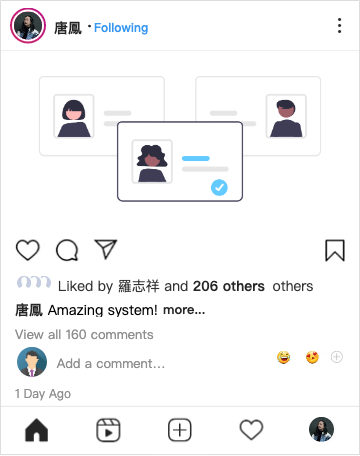 唐鳳 · Following
Liked by 羅志祥 and 206 others others
唐鳳 Amazing system! more...
View all 160 comments
Add a comment...
1 Day Ago